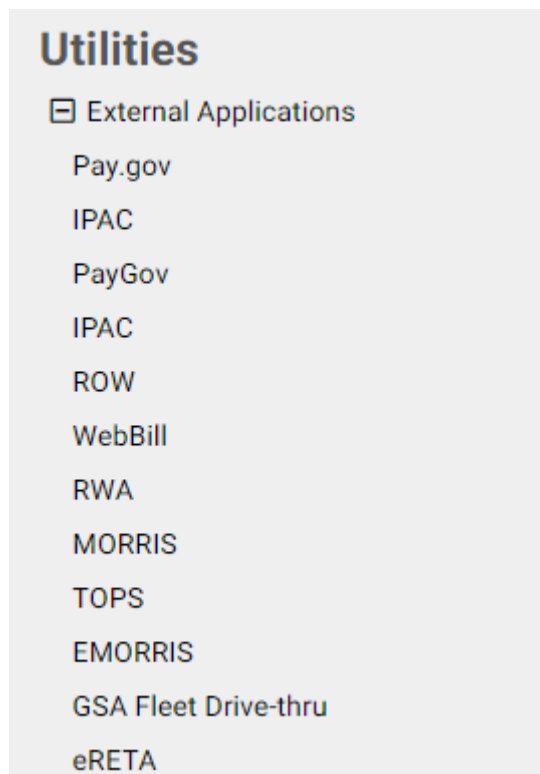 Utilities
External Applications
Pay.gov
IPAC
PayGov
IPAC
ROW
WebBill
RWA
MORRIS
TOPS
EMORRIS
GSA Fleet Drive-thru
eRETA